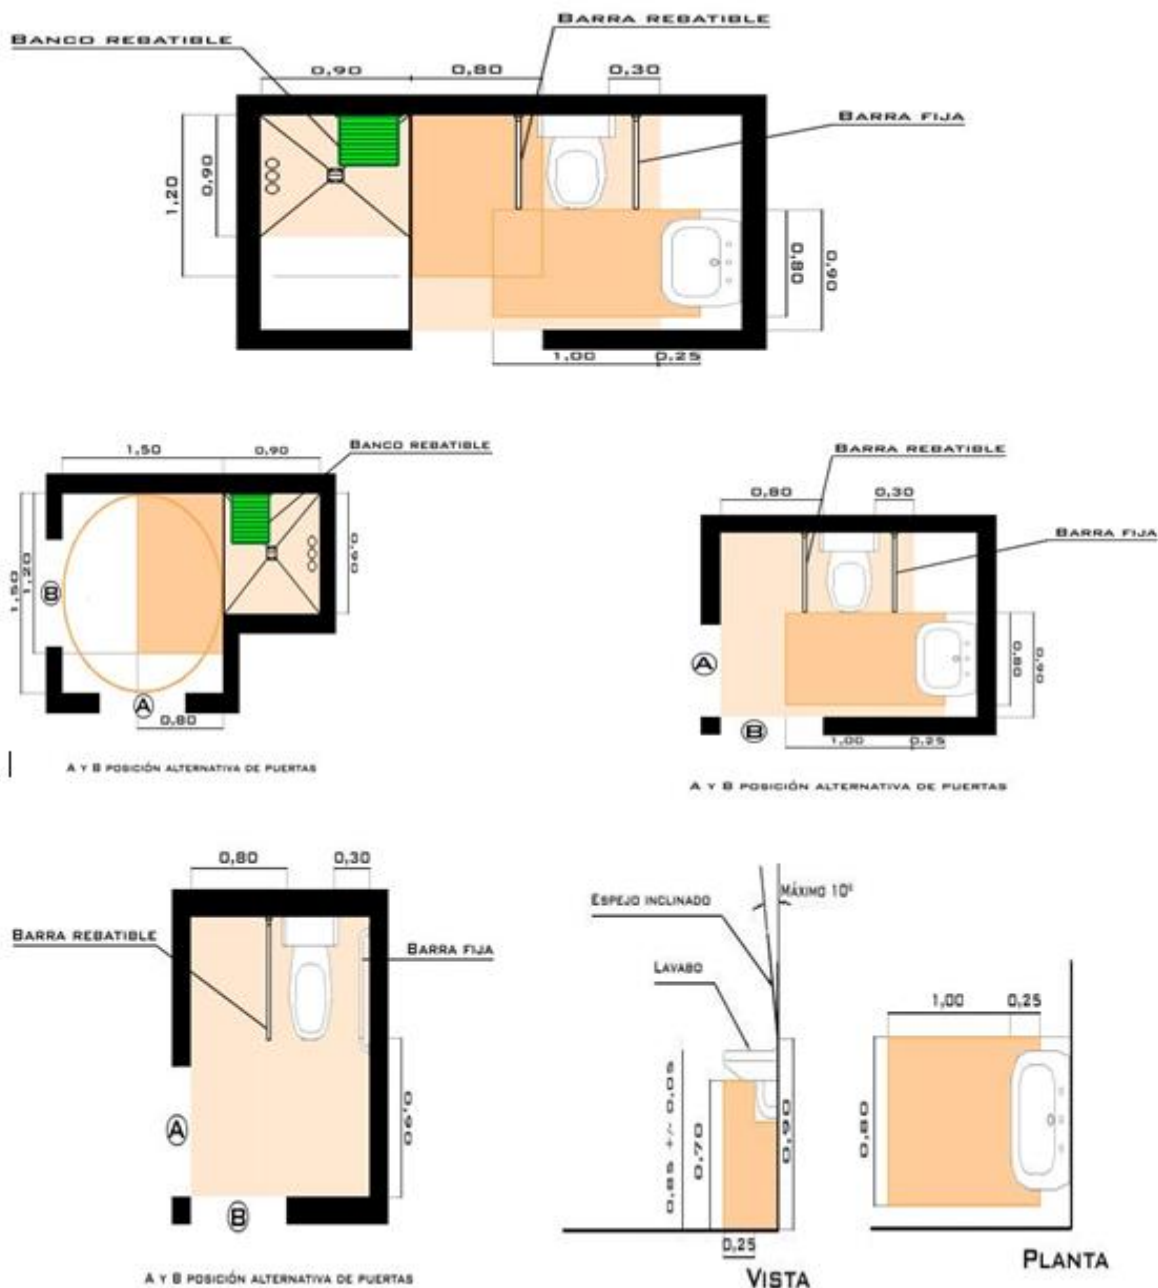 BARRA REBATIBLE
BANCO REBATIBLE
0,90 0,80 0,30
BARRA FIJA
1,20
0,90
0,80
0,90
1,00 0,25
BANCO REBATIBLE
1,50 0,90
1,50
1,20
B
0,90
A
0,80
A Y B POSICIÓN ALTERNATIVA DE PUERTAS
BARRA REBATIBLE
0,80 0,30
BARRA FIJA
A
0,80
0,90
B
1,00 0,25
A Y B POSICIÓN ALTERNATIVA DE PUERTAS
0,80 0,30
BARRA REBATIBLE
BARRA FIJA
A
0,90
B
A Y B POSICIÓN ALTERNATIVA DE PUERTAS
MÁXIMO 10º
ESPEJO INCLINADO
LAVABO
0,85 +/- 0,05
0,70
0,90
0,25
VISTA
1,00 0,25
0,80
PLANTA